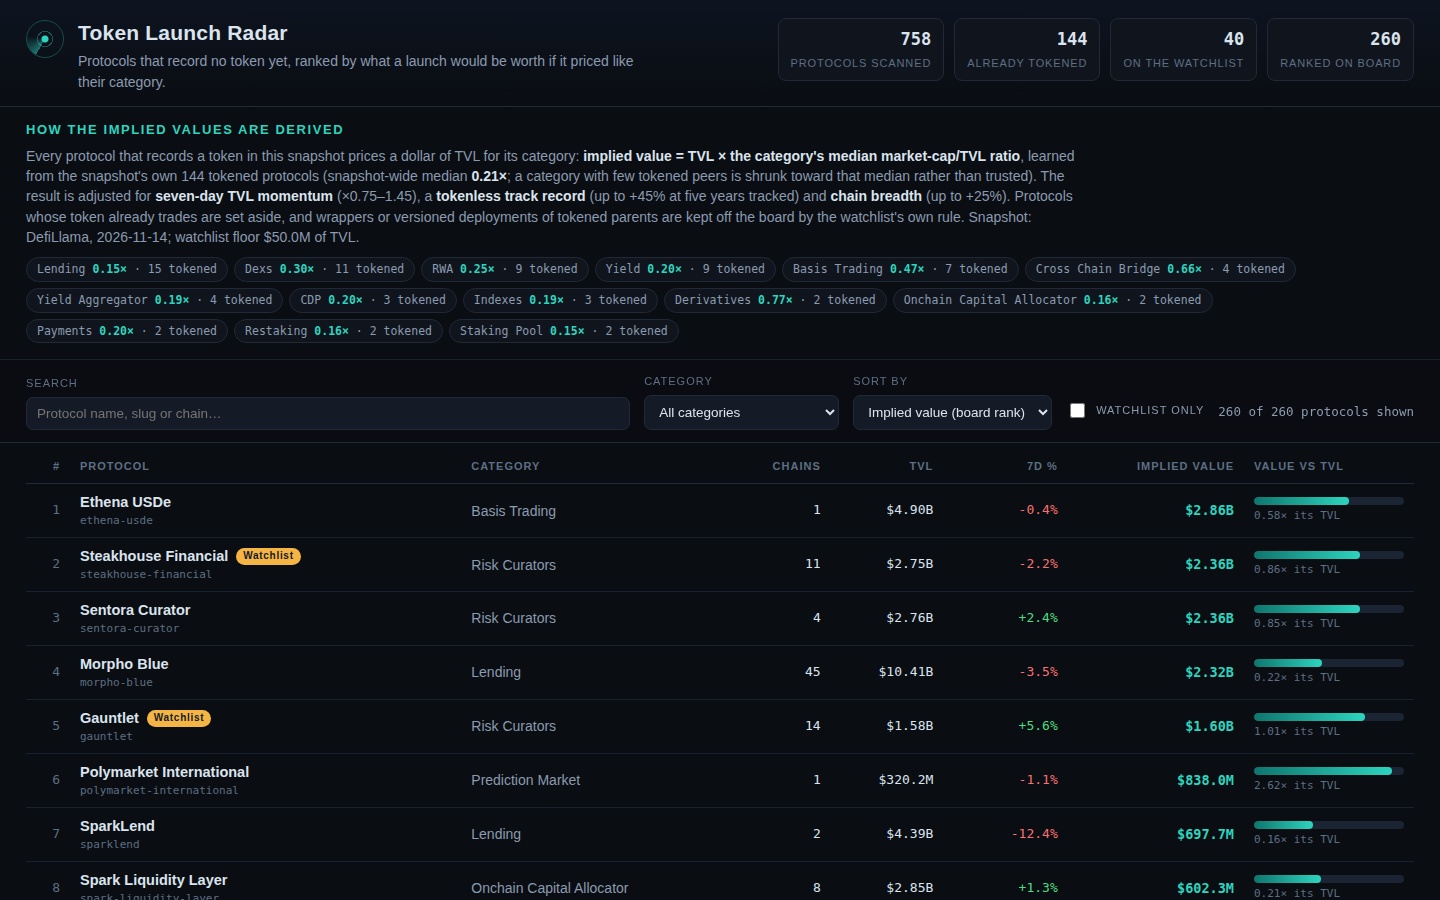 Token Launch Radar
Protocols that record no token yet, ranked by what a launch would be worth if it priced like
their category.
758
PROTOCOLS SCANNED
144
ALREADY TOKENED
40
ON THE WATCHLIST
260
RANKED ON BOARD
HOW THE IMPLIED VALUES ARE DERIVED
Every protocol that records a token in this snapshot prices a dollar of TVL for its category: implied value = TVL × the category's median market-cap/TVL ratio, learned
from the snapshot's own 144 tokened protocols (snapshot-wide median 0.21×; a category with few tokened peers is shrunk toward that median rather than trusted). The
result is adjusted for seven-day TVL momentum (×0.75–1.45), a tokenless track record (up to +45% at five years tracked) and chain breadth (up to +25%). Protocols
whose token already trades are set aside, and wrappers or versioned deployments of tokened parents are kept off the board by the watchlist's own rule. Snapshot:
DefiLlama, 2026-11-14; watchlist floor $50.0M of TVL.
Lending 0.15× · 15 tokened
Dexs 0.30× · 11 tokened
RWA 0.25× · 9 tokened
Yield 0.20× · 9 tokened
Basis Trading 0.47× · 7 tokened
Cross Chain Bridge 0.66× · 4 tokened
Yield Aggregator 0.19× · 4 tokened
CDP 0.20× · 3 tokened
Indexes 0.19× · 3 tokened
Derivatives 0.77× · 2 tokened
Onchain Capital Allocator 0.16× · 2 tokened
Payments 0.20× · 2 tokened
Restaking 0.16× · 2 tokened
Staking Pool 0.15× · 2 tokened
SEARCH
Protocol name, slug or chain…
CATEGORY
All categories
SORT BY
Implied value (board rank)
WATCHLIST ONLY
260 of 260 protocols shown
# PROTOCOL CATEGORY CHAINS TVL 7D % IMPLIED VALUE VALUE VS TVL
1 Ethena USDe Basis Trading 1 $4.90B -0.4% $2.86B
ethena-usde 0.58× its TVL
2 Steakhouse Financial Watchlist Risk Curators 11 $2.75B -2.2% $2.36B
steakhouse-financial 0.86× its TVL
3 Sentora Curator Risk Curators 4 $2.76B +2.4% $2.36B
sentora-curator 0.85× its TVL
4 Morpho Blue Lending 45 $10.41B -3.5% $2.32B
morpho-blue 0.22× its TVL
5 Gauntlet Watchlist Risk Curators 14 $1.58B +5.6% $1.60B
gauntlet 1.01× its TVL
6 Polymarket International Prediction Market 1 $320.2M -1.1% $838.0M
polymarket-international 2.62× its TVL
7 SparkLend Lending 2 $4.39B -12.4% $697.7M
sparklend 0.16× its TVL
8 Spark Liquidity Layer Onchain Capital Allocator 8 $2.85B +1.3% $602.3M
spark-liquidity-layer 0.21× its TVL